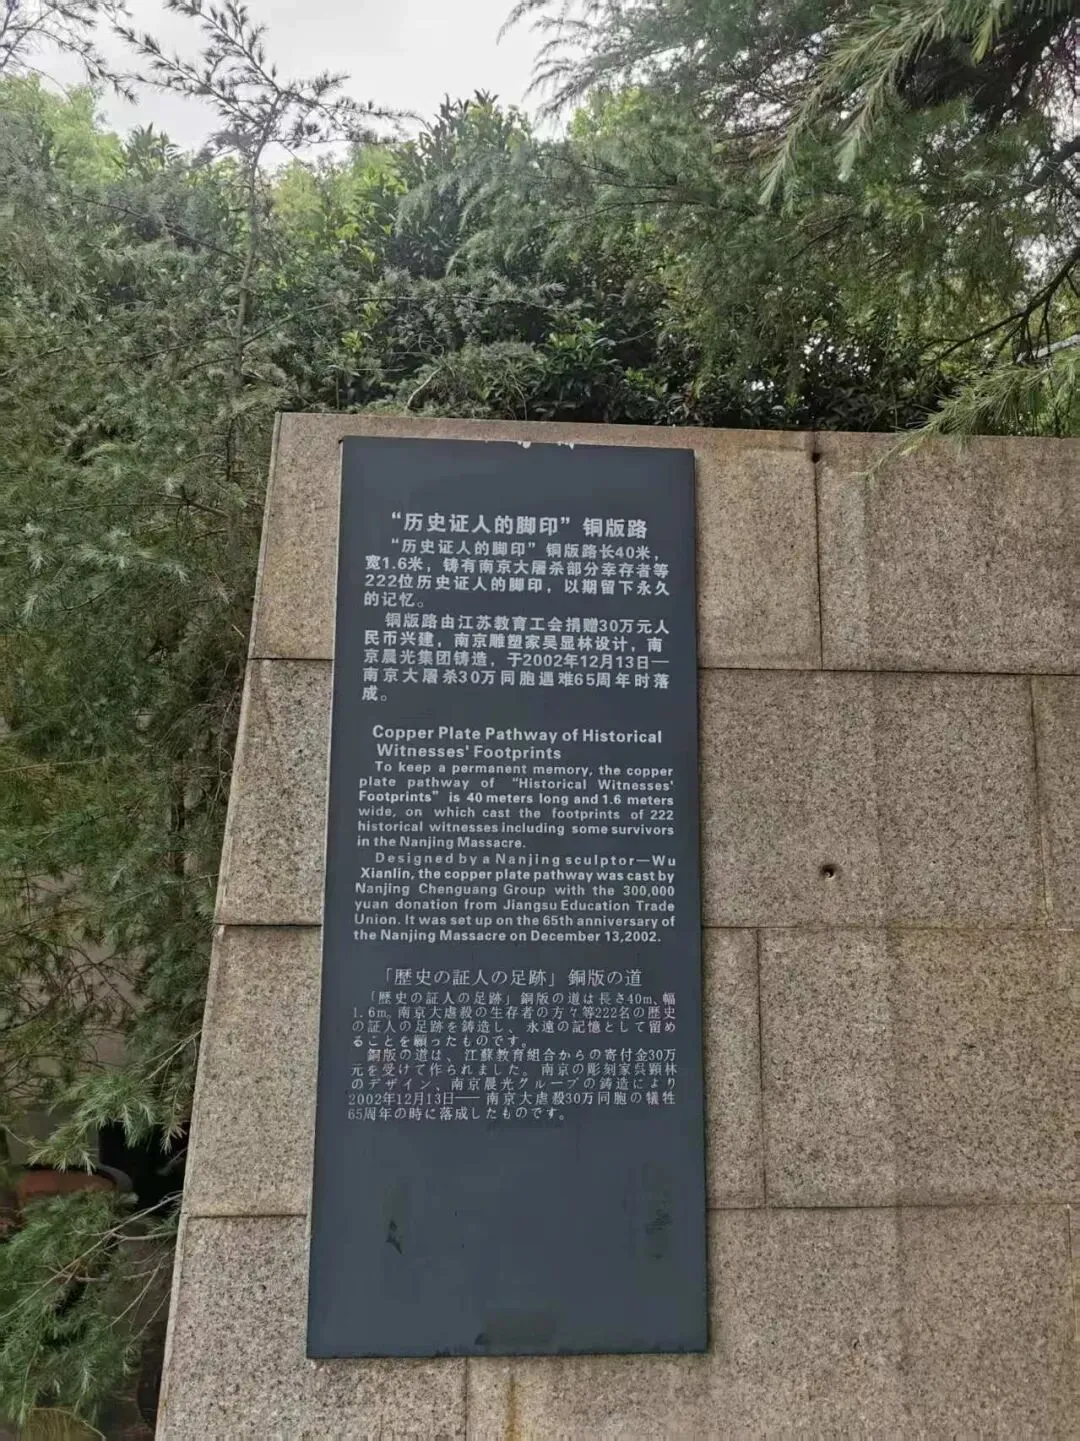 “历史证人的脚印”铜版路
“历史证人的脚印”铜版路长40米，
宽1.6米，铸有南京大屠杀部分幸存者等
222位历史证人的脚印，以期留下永久
的记忆。
铜版路由江苏教育工会捐赠30万元人
民币兴建，南京雕塑家吴显林设计，南
京晨光集团铸造，于2002年12月13日—
南京大屠杀30万同胞遇难65周年时落
成。
Copper Plate Pathway of Historical
Witnesses' Footprints
To keep a permanent memory, the copper
plate pathway of "Historical Witnesses'
Footprints" is 40 meters long and 1.6 meters
wide, on which cast the footprints of 222
historical witnesses including some survivors
in the Nanjing Massacre.
Designed by a Nanjing sculptor—Wu
Xianlin, the copper plate pathway was cast by
Nanjing Chenguang Group with the 300,000
yuan donation from Jiangsu Education Trade
Union. It was set up on the 65th anniversary of
the Nanjing Massacre on December 13,2002.
「歴史の証人の足跡」銅版の道
「歴史の証人の足跡」銅版の道は長さ40m、幅
1.6m。南京大虐殺の生存者の方々等222名の歴史
の証人の足跡を鋳造し、永遠の記憶として留め
ることを願ったものです。
銅版の道は、江蘇教育組合からの寄付金30万
元を受けて作られました。南京の彫刻家呉顕林
のデザイン、南京晨光グループの鋳造により
2002年12月13日——南京大虐殺30万同胞の犠牲
65周年の時に落成したものです。